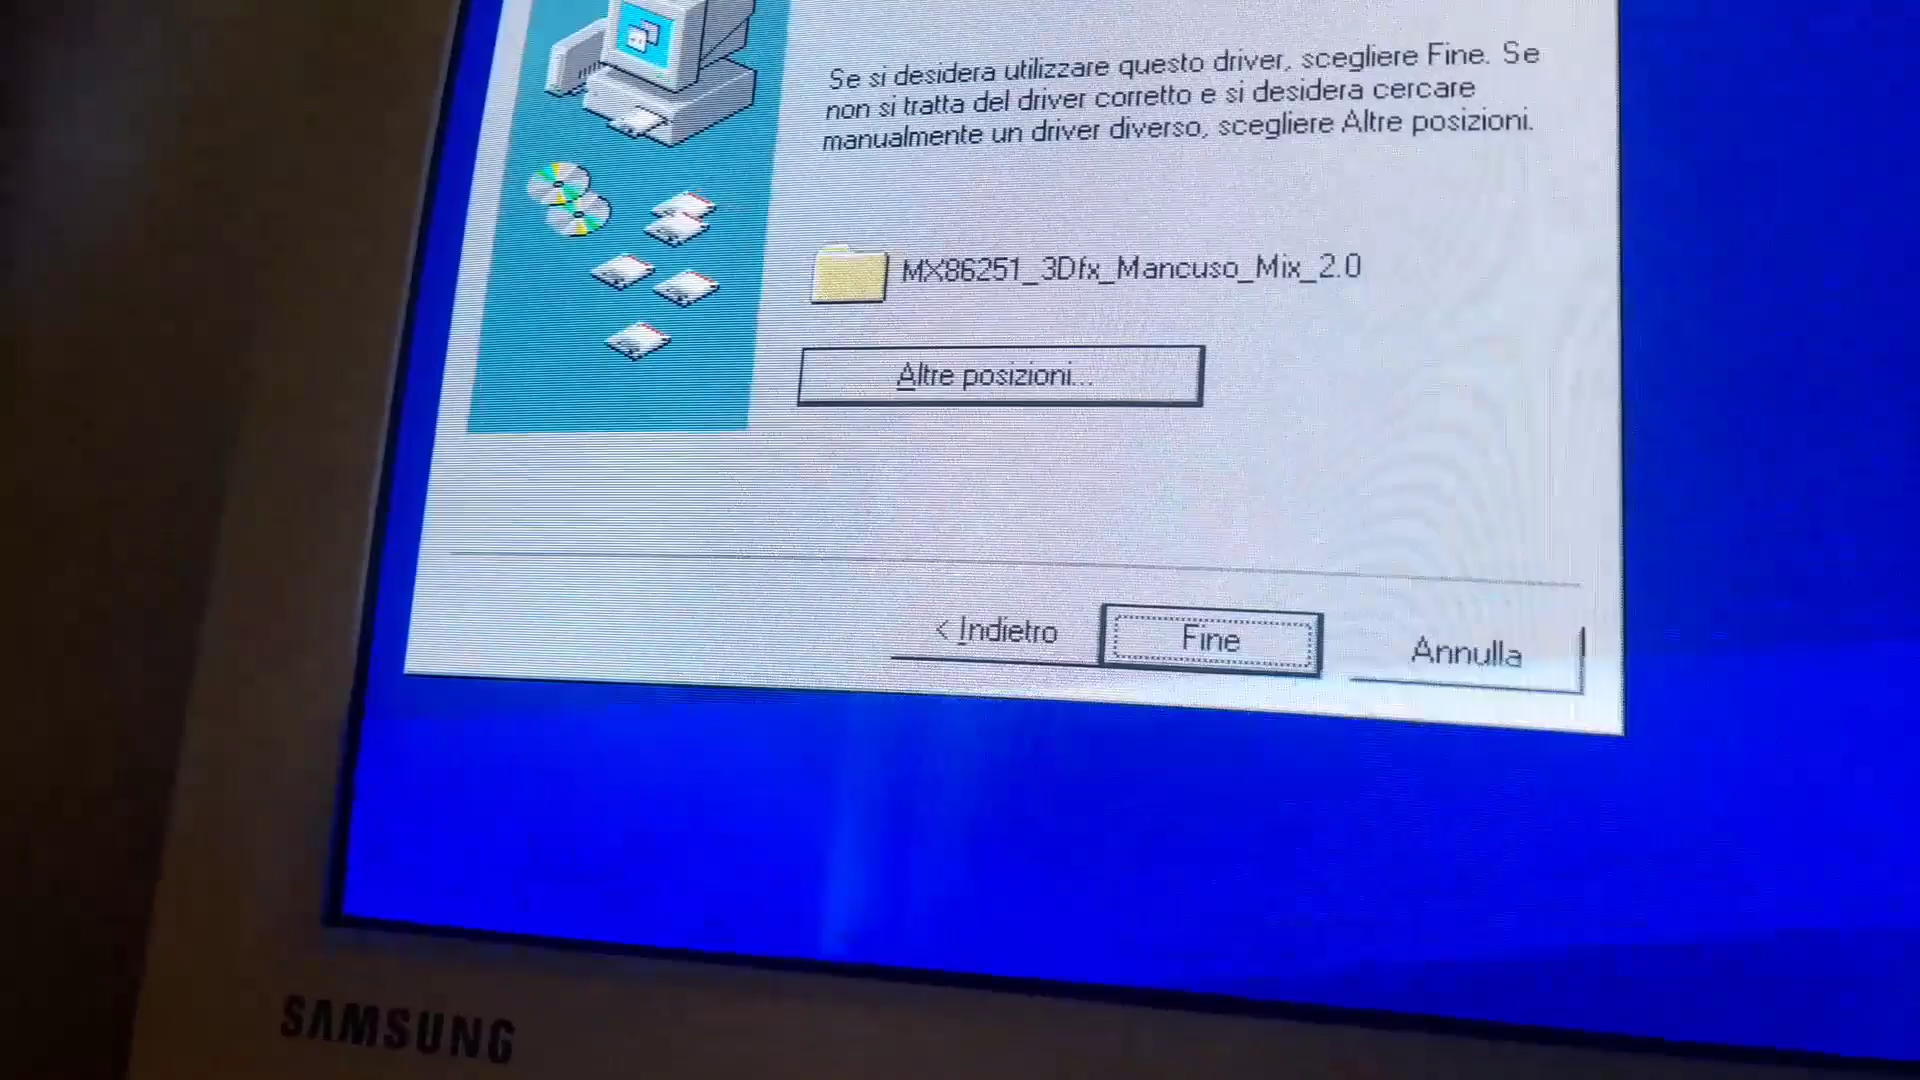 Se si desidera utilizzare questo driver, scegliere Fine. Se
non si tratta del driver corretto e si desidera cercare
manualmente un driver diverso, scegliere Altre posizioni.
MX86251_3Dfx_Mancuso_Mix_2.0
Altre posizioni...
< Indietro
Fine
Annulla
SAMSUNG